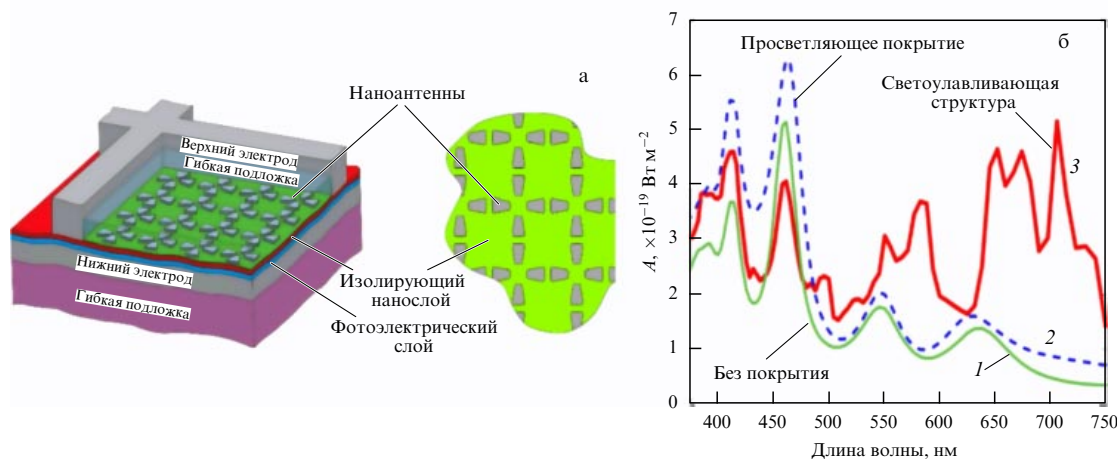 а
Наноантенны
Верхний электрод
Гибкая подложка
Нижний электрод
Гибкая подложка
Изолирующий
нанослой
Фотоэлектрический
слой
б
A, ×10⁻¹⁹ Вт м⁻²
7
6
5
4
3
2
1
0
Просветляющее покрытие
Светоулавливающая
структура
3
2
1
Без покрытия
400 450 500 550 600 650 700 750
Длина волны, нм